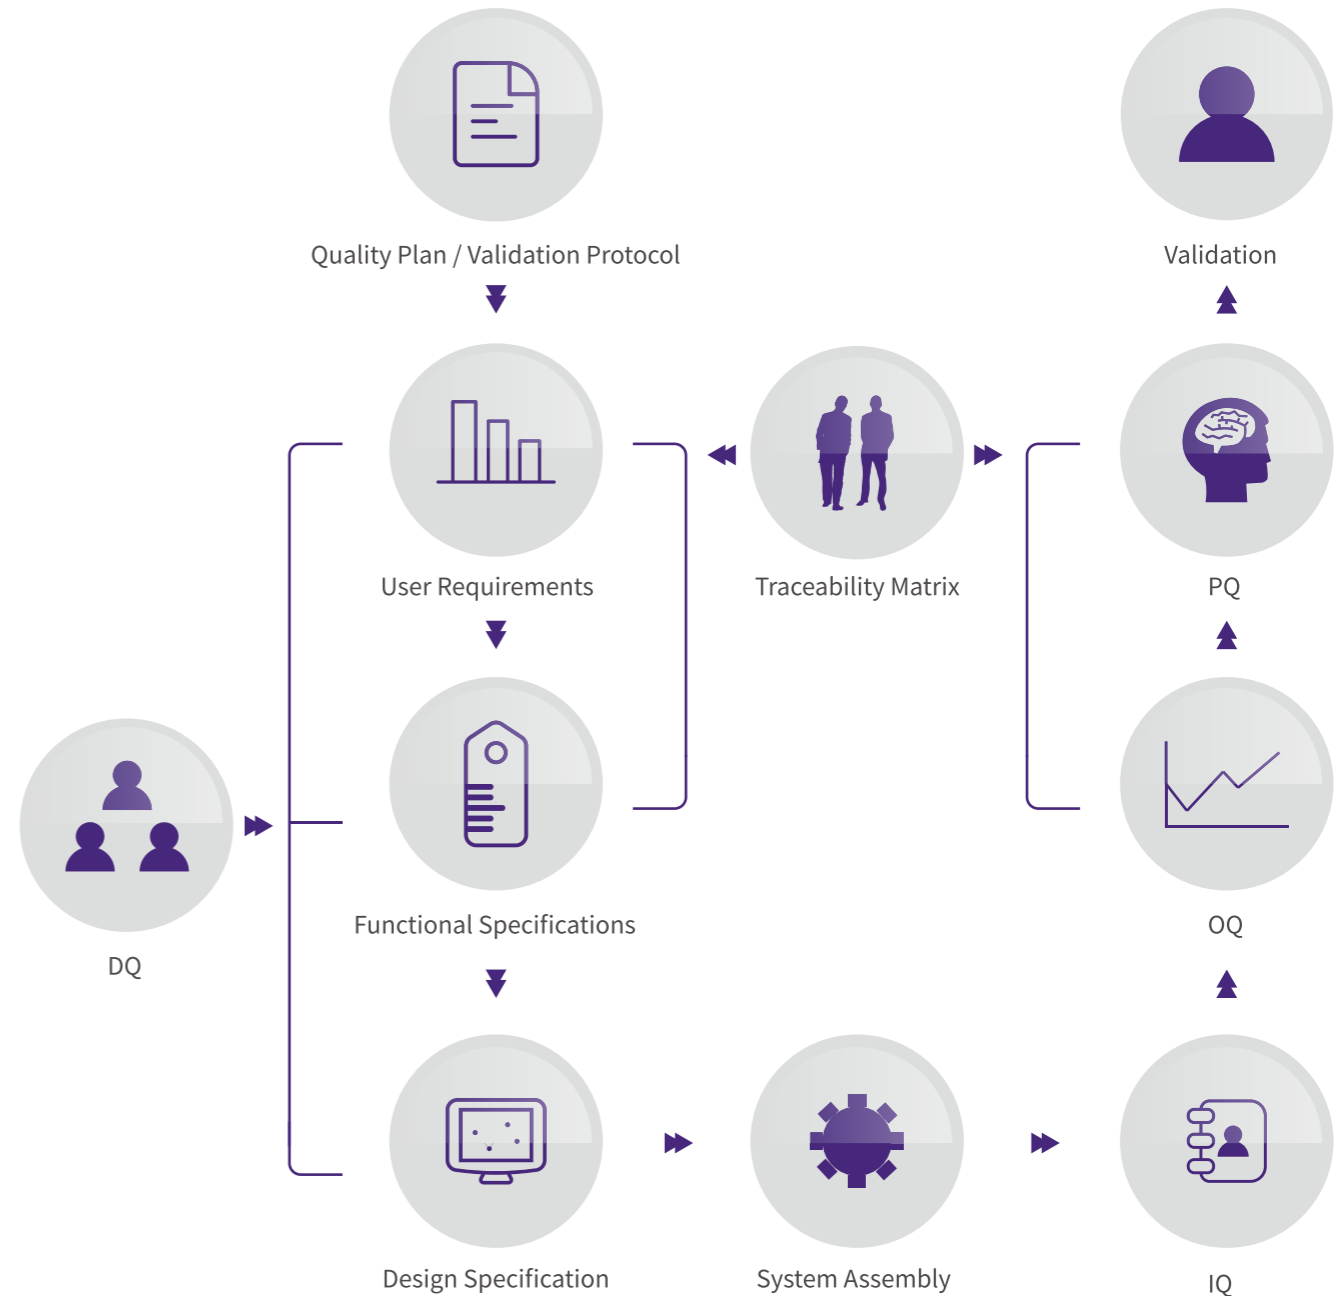 Quality Plan / Validation Protocol
Validation
User Requirements
Traceability Matrix
PQ
Functional Specifications
OQ
DQ
Design Specification
System Assembly
IQ